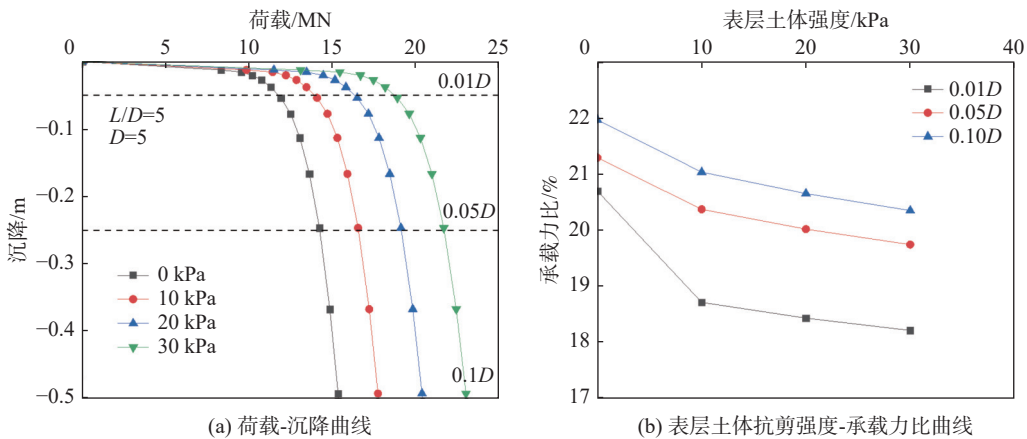 荷载/MN
0 5 10 15 20 25
0.01D
L/D=5
D=5
−0.1
沉降/m
0.05D
−0.3
0 kPa
10 kPa
−0.4
20 kPa
30 kPa
0.1D
−0.5
(a) 荷载-沉降曲线
表层土体强度/kPa
0 10 20 30 40
0.01D
0.05D
0.10D
22
21
承载力比/%
20
19
18
17
(b) 表层土体抗剪强度-承载力比曲线